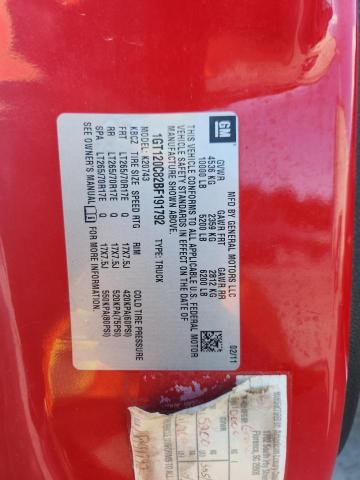 GM
MFD BY GENERAL MOTORS LLC
02/11
GVWR GAWR FRT GAWR RR
4536 KG 2359 KG 2812 KG
10000 LB 5200 LB 6200 LB
THIS VEHICLE CONFORMS TO ALL APPLICABLE U.S. FEDERAL MOTOR
VEHICLE SAFETY STANDARDS IN EFFECT ON THE DATE OF
MANUFACTURE SHOWN ABOVE.
1GT120C82BF191792 TYPE: TRUCK
MODEL: K20743
KBCZ TIRE SIZE SPEED RTG RIM COLD TIRE PRESSURE
FRT LT265/70R17E Q 17X7.5J 420KPA(60PSI)
RR LT265/70R17E Q 17X7.5J 520KPA(75PSI)
SPA LT265/70R17E Q 17X7.5J 550KPA(80PSI)
SEE OWNER'S MANUAL
Florence, SC